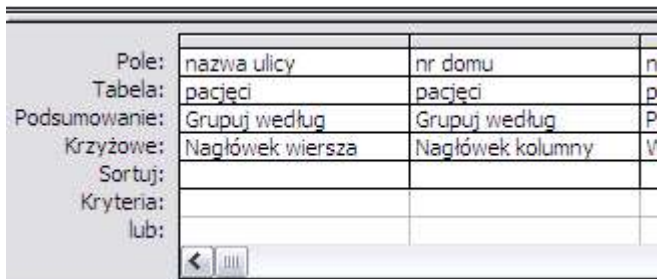 Pole: nazwa ulicy nr domu n
Tabela: pacjęci pacjęci p
Podsumowanie: Grupuj według Grupuj według P
Krzyżowe: Nagłówek wiersza Nagłówek kolumny W
Sortuj:
Kryteria:
lub: